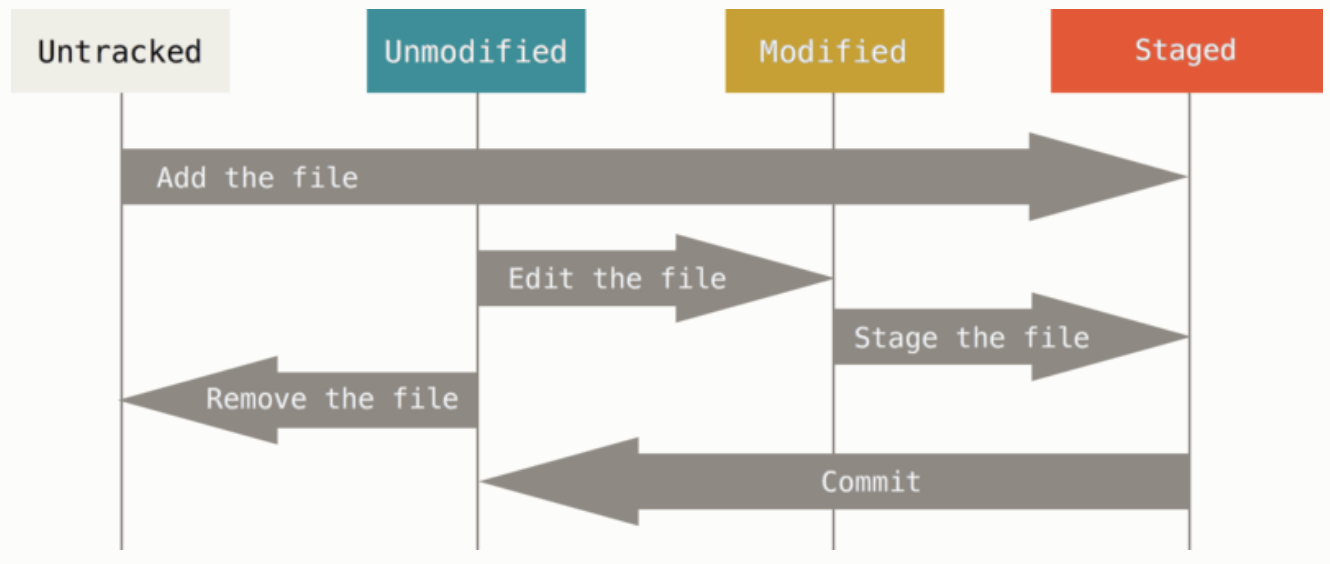 Untracked
Unmodified
Modified
Staged
Add the file
Edit the file
Stage the file
Remove the file
Commit